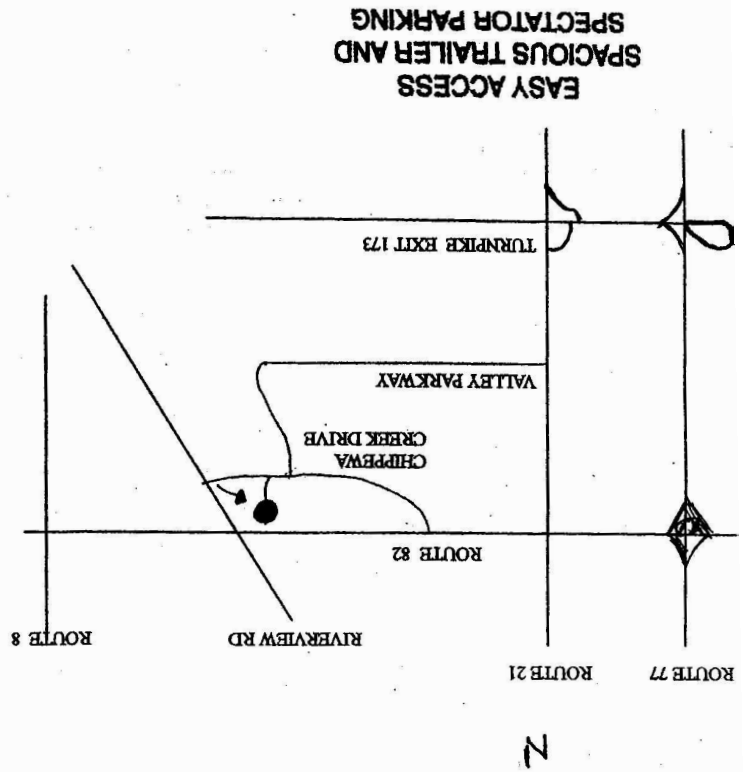 N
ROUTE 77
ROUTE 21
RIVERVIEW RD
ROUTE 8
ROUTE 82
CHIPPEWA
CREEK DRIVE
VALLEY PARKWAY
TURNPIKE EXIT 173
EASY ACCESS
SPACIOUS TRAILER AND
SPECTATOR PARKING